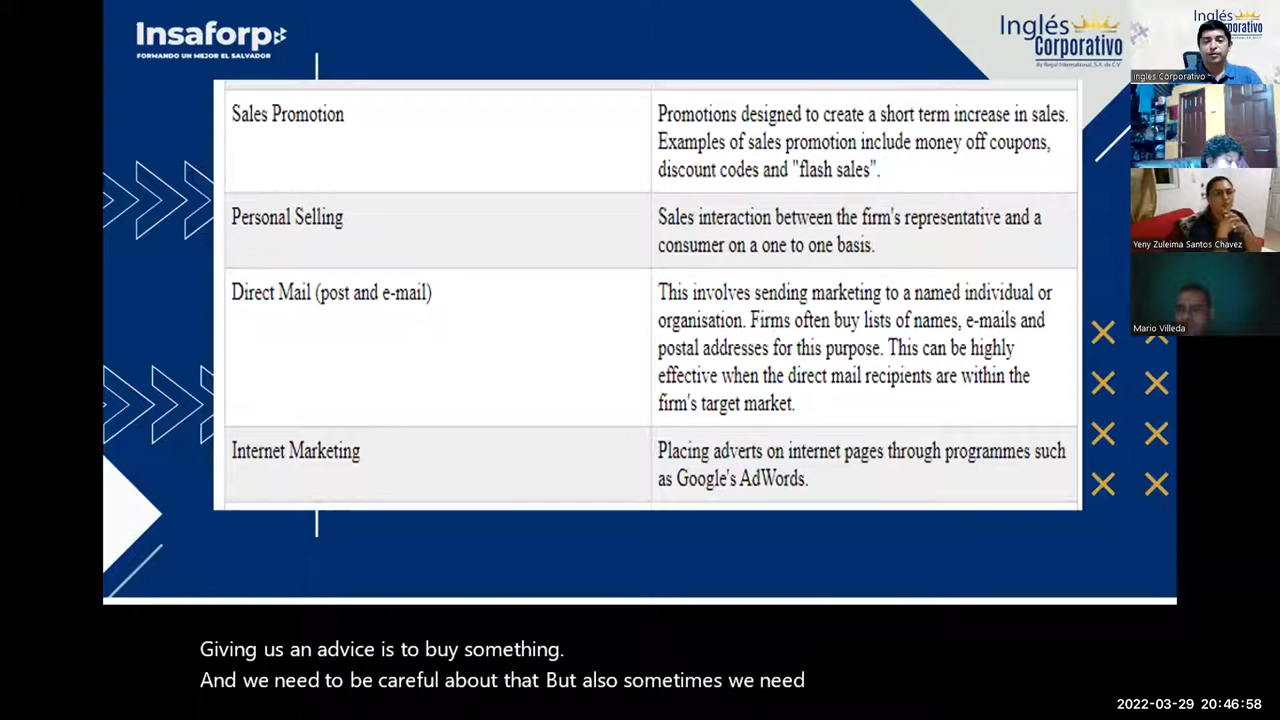 Insaforp
FORMANDO UN MEJOR EL SALVADOR
Inglés
Corporativo
By Regal International, S.A. de C.V
Inglés
Corporativo
Ingles Corporativo
Sales Promotion
Promotions designed to create a short term increase in sales.
Examples of sales promotion include money off coupons,
discount codes and "flash sales".
Personal Selling
Sales interaction between the firm's representative and a
consumer on a one to one basis.
Yeny Zuleima Santos Chavez
Direct Mail (post and e-mail)
This involves sending marketing to a named individual or
organisation. Firms often buy lists of names, e-mails and
postal addresses for this purpose. This can be highly
effective when the direct mail recipients are within the
firm's target market.
Mario Villeda
Internet Marketing
Placing adverts on internet pages through programmes such
as Google's AdWords.
Giving us an advice is to buy something.
And we need to be careful about that But also sometimes we need
2022-03-29 20:46:58